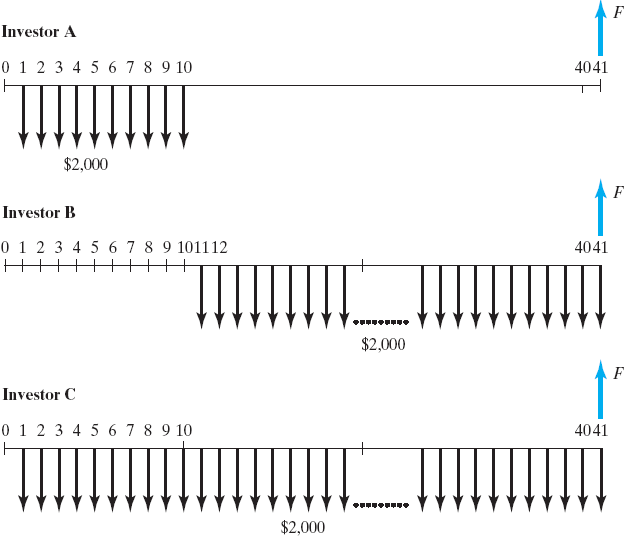 F
Investor A
0 1 2 3 4 5 6 7 8 9 10 40 41
$2,000
F
Investor B
0 1 2 3 4 5 6 7 8 9 10 11 12 40 41
$2,000
F
Investor C
0 1 2 3 4 5 6 7 8 9 10 40 41
$2,000